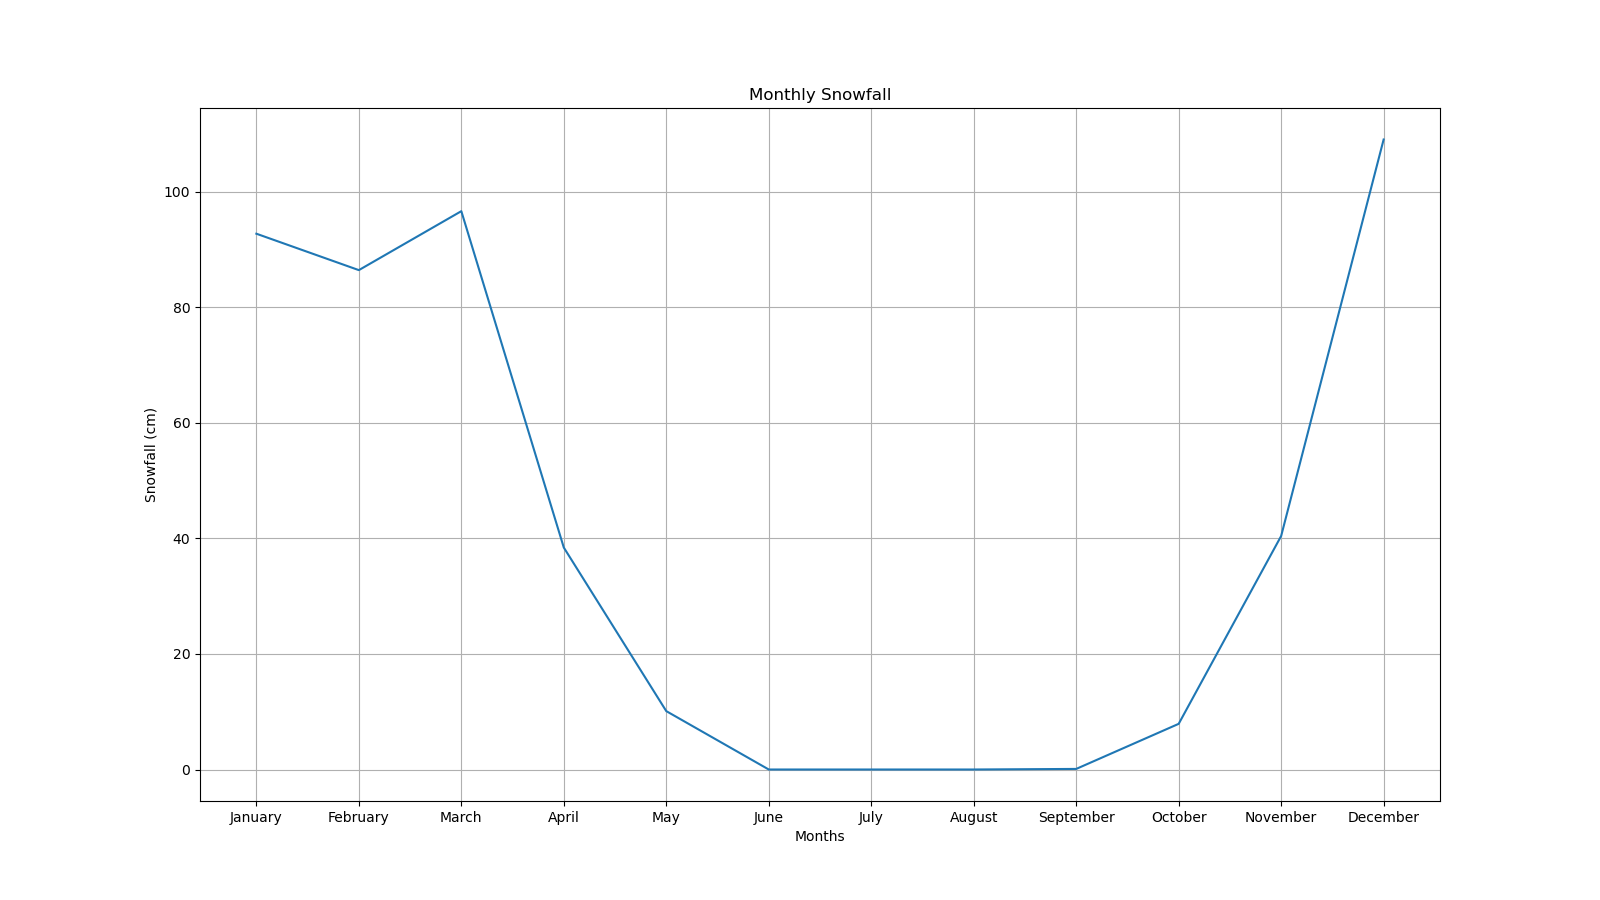 Monthly Snowfall
100
80
60
40
20
0
Snowfall (cm)
January February March April May June July August September October November December
Months